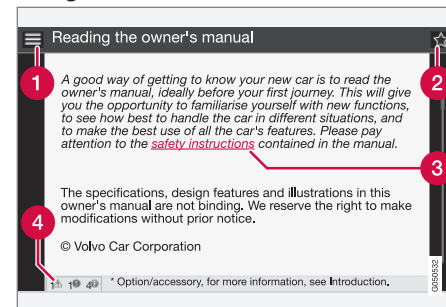 Reading the owner's manual
1
2
A good way of getting to know your new car is to read the
owner's manual, ideally before your first journey. This will give
you the opportunity to familiarise yourself with new functions,
to see how best to handle the car in different situations, and
to make the best use of all the car's features. Please pay
attention to the safety instructions contained in the manual.
3
The specifications, design features and illustrations in this
owner's manual are not binding. We reserve the right to make
modifications without prior notice.
4
© Volvo Car Corporation
1 1 4 * Option/accessory, for more information, see Introduction.
G050532